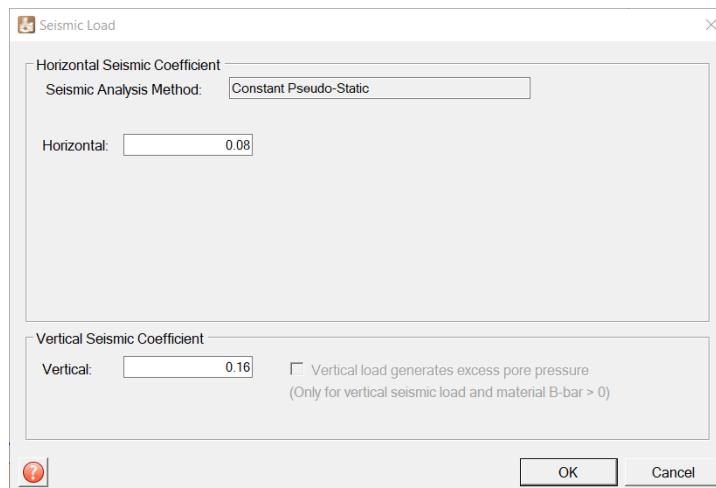 Seismic Load
Horizontal Seismic Coefficient
Seismic Analysis Method: Constant Pseudo-Static
Horizontal: 0.08
Vertical Seismic Coefficient
Vertical: 0.16 Vertical load generates excess pore pressure
(Only for vertical seismic load and material B-bar > 0)
? OK Cancel